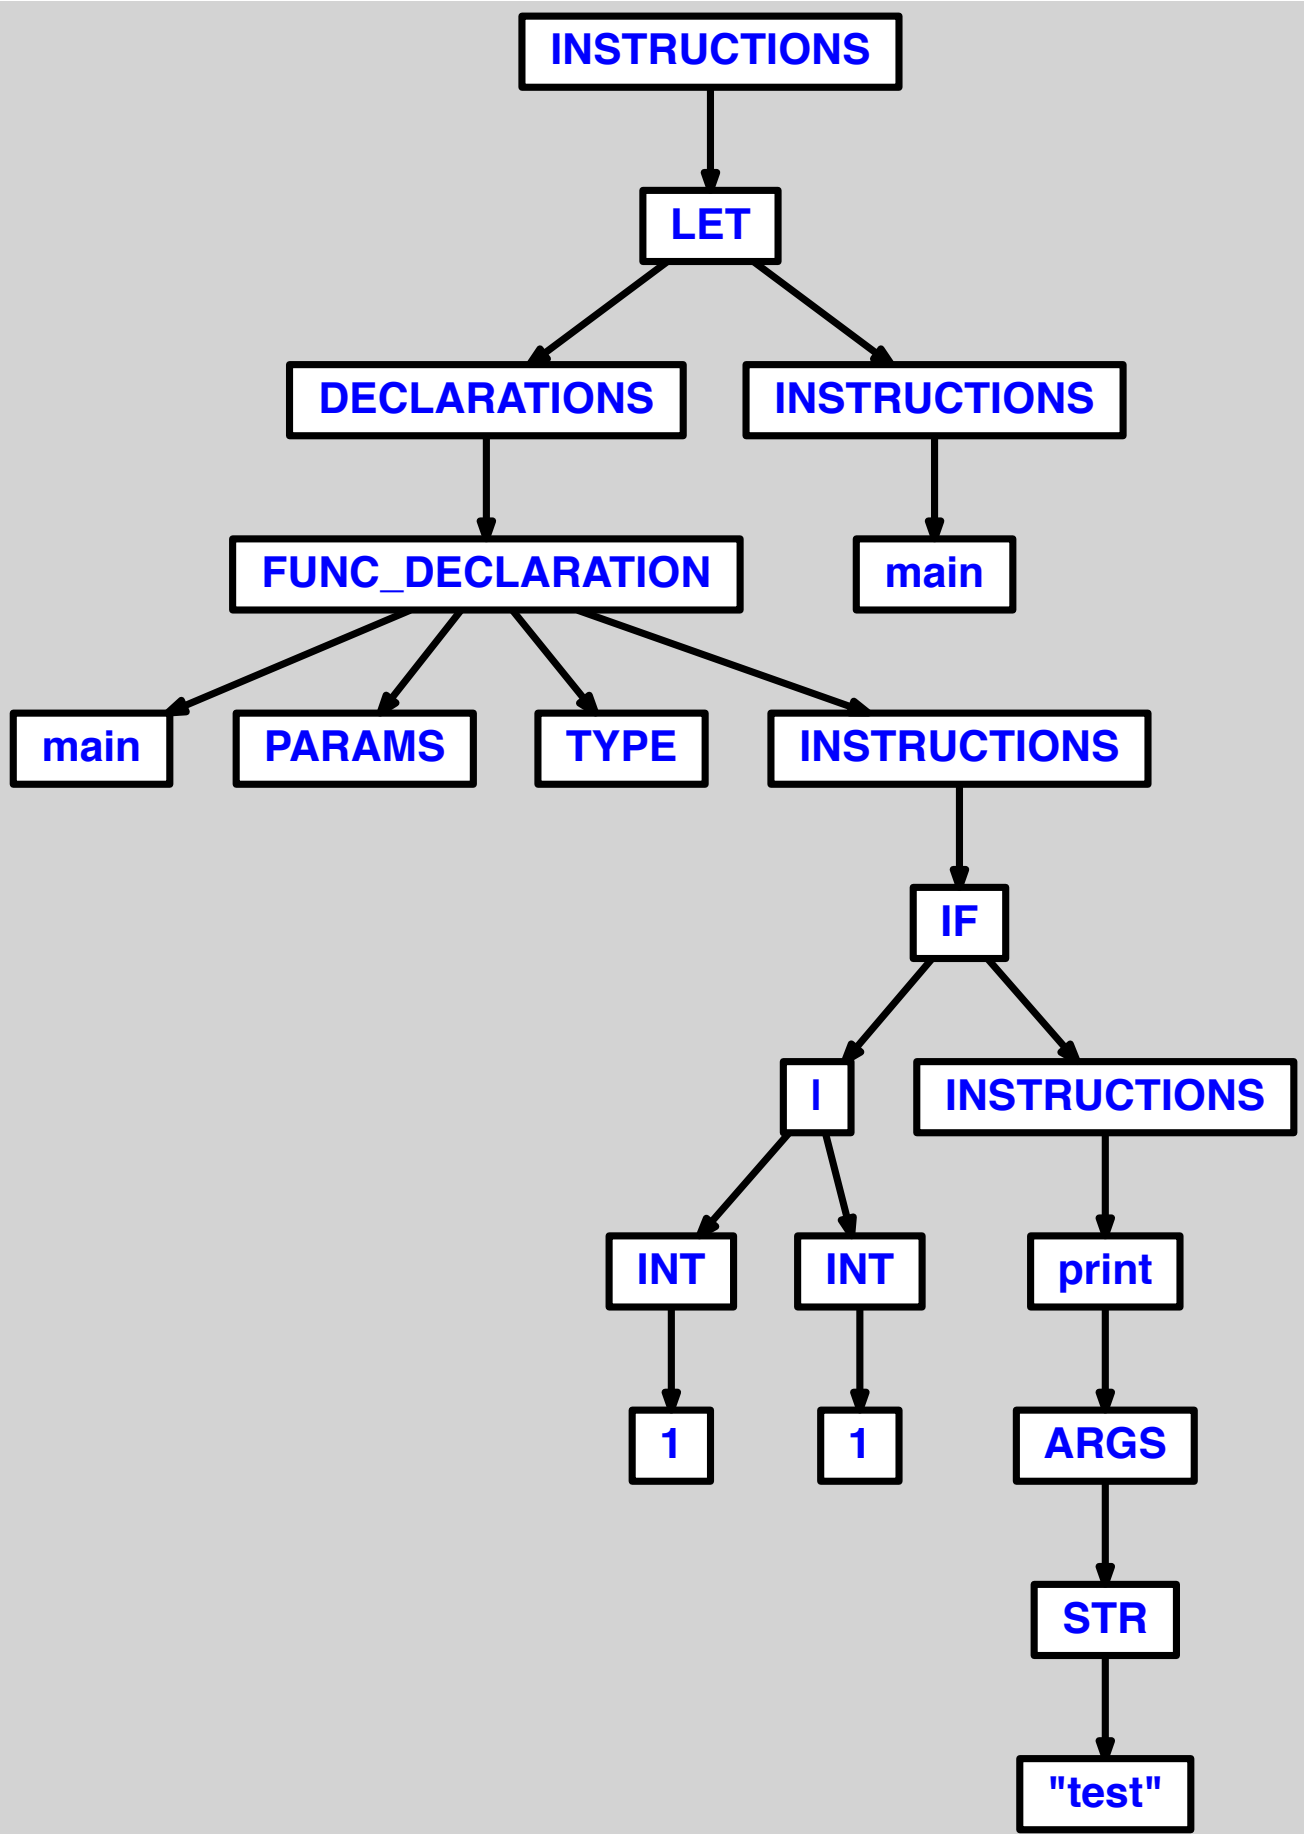 INSTRUCTIONS
LET
DECLARATIONS
INSTRUCTIONS
FUNC_DECLARATION
main
main
PARAMS
TYPE
INSTRUCTIONS
IF
|
INSTRUCTIONS
INT
INT
print
1
1
ARGS
STR
"test"